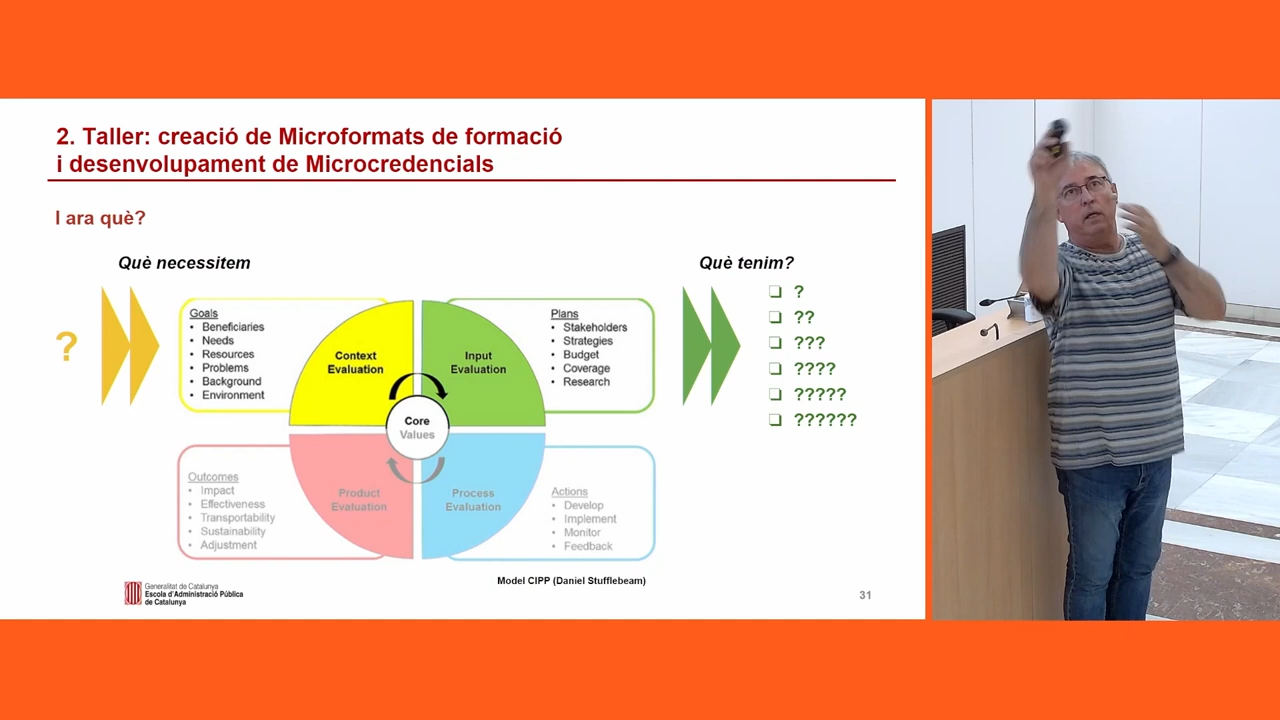 2. Taller: creació de Microformats de formació
i desenvolupament de Microcredencials
I ara què?
Què necessitem
Què tenim?
?
Goals
• Beneficiaries
• Needs
• Resources
• Problems
• Background
• Environment
Context
Evaluation
Input
Evaluation
Plans
• Stakeholders
• Strategies
• Budget
• Coverage
• Research
❑ ?
❑ ??
❑ ???
❑ ????
❑ ?????
❑ ??????
Core
Values
Outcomes
• Impact
• Effectiveness
• Transportability
• Sustainability
• Adjustment
Product
Evaluation
Process
Evaluation
Actions
• Develop
• Implement
• Monitor
• Feedback
Model CIPP (Daniel Stufflebeam)
Generalitat de Catalunya
Escola d'Administració Pública
de Catalunya
31